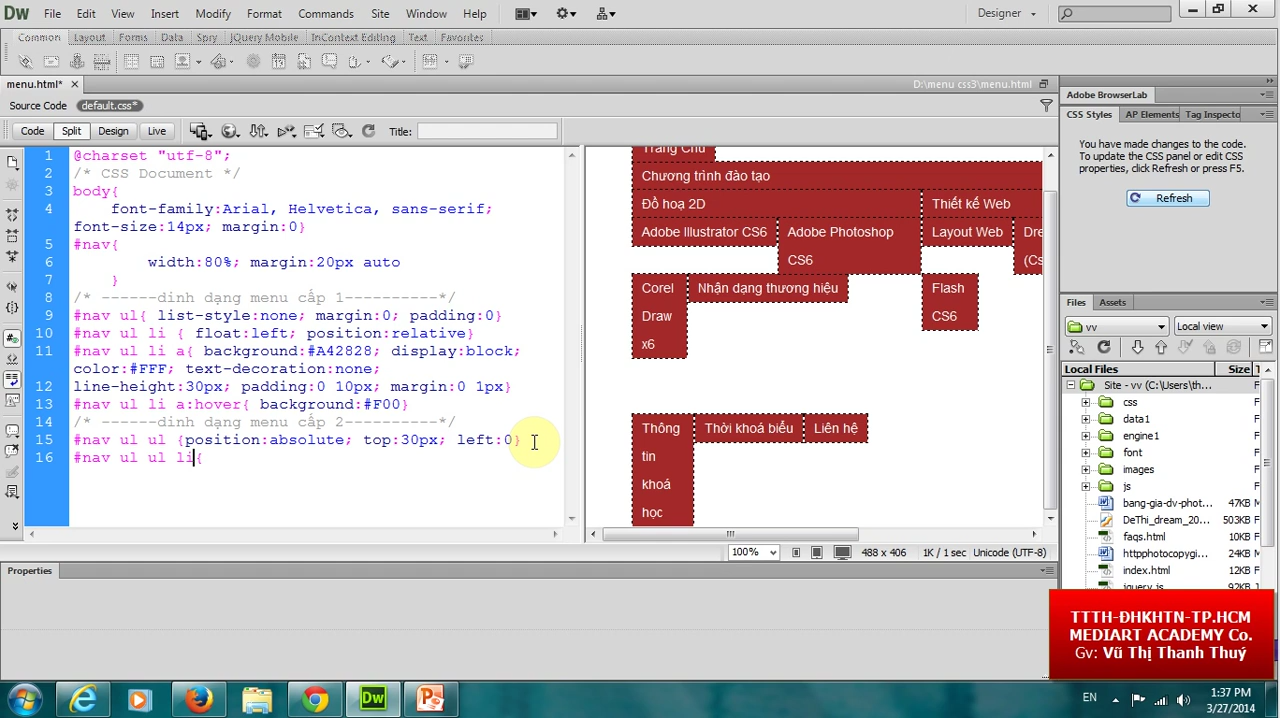 Dw File Edit View Insert Modify Format Commands Site Window Help Designer
Common Layout Forms Data Spry jQuery Mobile InContext Editing Text Favorites
menu.html* D:\menu css3\menu.html
Source Code default.css*
Code Split Design Live Title:
1 @charset "utf-8";
2 /* CSS Document */
3 body{
4 font-family:Arial, Helvetica, sans-serif;
font-size:14px; margin:0}
5 #nav{
6 width:80%; margin:20px auto
7 }
8 /* ------dinh dạng menu cấp 1----------*/
9 #nav ul{ list-style:none; margin:0; padding:0}
10 #nav ul li { float:left; position:relative}
11 #nav ul li a{ background:#A42828; display:block;
color:#FFF; text-decoration:none;
12 line-height:30px; padding:0 10px; margin:0 1px}
13 #nav ul li a:hover{ background:#F00}
14 /* ------dinh dạng menu cấp 2----------*/
15 #nav ul ul {position:absolute; top:30px; left:0}
16 #nav ul ul li{
Trang Chủ
Chương trình đào tạo
Đồ hoạ 2D Thiết kế Web
Adobe Illustrator CS6 Adobe Photoshop Layout Web Dre
CS6 (Cs
Corel Nhận dạng thương hiệu Flash
Draw CS6
x6
Thông Thời khoá biểu Liên hệ
tin
khoá
học
100% 488 x 406 1K / 1 sec Unicode (UTF-8)
Properties
Adobe BrowserLab
CSS Styles AP Elements Tag Inspecto
You have made changes to the code.
To update the CSS panel or edit CSS
properties, click Refresh or press F5.
Refresh
Files Assets
vv Local view
Local Files Size T
Site - vv (C:\Users\th... F
css F
data1 F
engine1 F
font F
images F
js F
bang-gia-dv-phot... 47KB M
DeThi_dream_20... 503KB M
faqs.html 10KB F
httpphotocopygi... 24KB M
index.html 12KB F
jquery.js
TTTH-ĐHKHTN-TP.HCM
MEDIART ACADEMY Co.
Gv: Vũ Thị Thanh Thuý
Dw EN 1:37 PM
3/27/2014